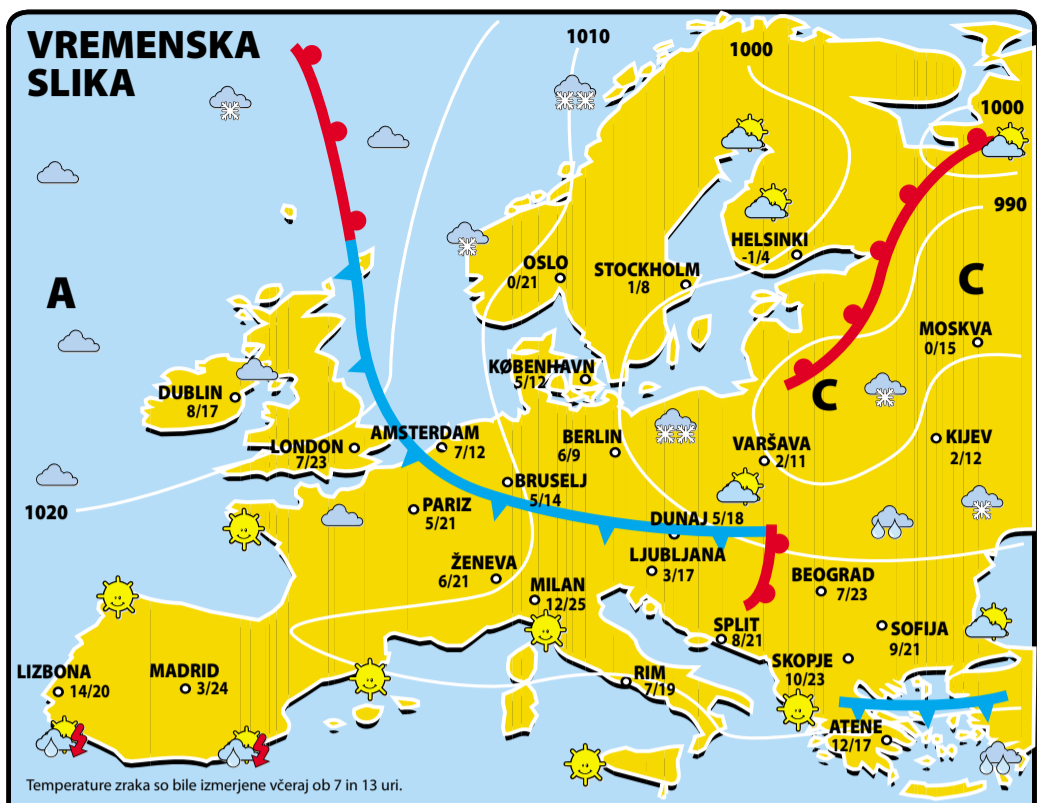 VREMENSKA
SLIKA
1010
1000
1000
990
HELSINKI
-1/4
OSLO
0/21
STOCKHOLM
1/8
A
C
MOSKVA
0/15
KØBENHAVN
5/12
DUBLIN
8/17
C
AMSTERDAM
7/12
LONDON
7/23
BERLIN
6/9
VARŠAVA
2/11
KIJEV
2/12
BRUSELJ
5/14
1020
PARIZ
5/21
DUNAJ 5/18
LJUBLJANA
3/17
ŽENEVA
6/21
MILAN
12/25
BEOGRAD
7/23
SPLIT
8/21
SOFIJA
9/21
LIZBONA
14/20
MADRID
3/24
RIM
7/19
SKOPJE
10/23
ATENE
12/17
Temperature zraka so bile izmerjene včeraj ob 7 in 13 uri.